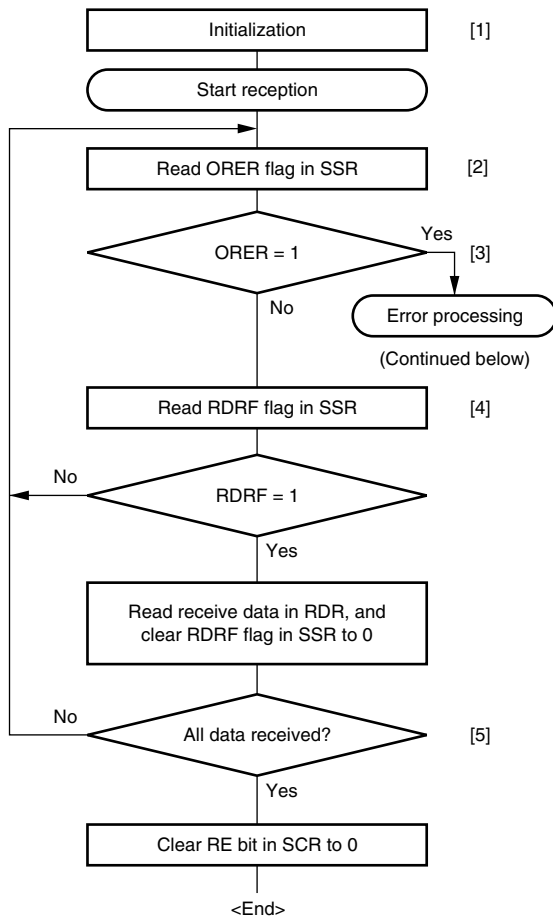 Initialization
[1]
Start reception
Read ORER flag in SSR
[2]
ORER = 1
Yes
[3]
No
Error processing
(Continued below)
Read RDRF flag in SSR
[4]
No
RDRF = 1
Yes
Read receive data in RDR, and
clear RDRF flag in SSR to 0
No
All data received?
[5]
Yes
Clear RE bit in SCR to 0
<End>